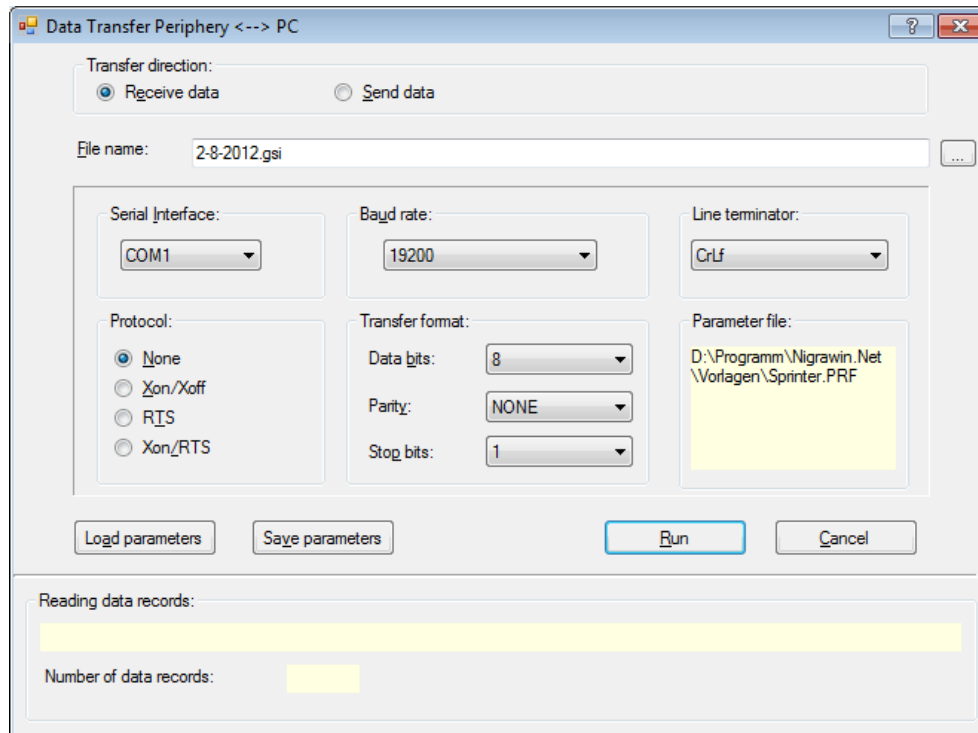 Data Transfer Periphery <--> PC
?
Transfer direction:
Receive data
Send data
File name:
2-8-2012.gsi
...
Serial Interface:
COM1
Baud rate:
19200
Line terminator:
CrLf
Protocol:
None
Xon/Xoff
RTS
Xon/RTS
Transfer format:
Data bits:
8
Parity:
NONE
Stop bits:
1
Parameter file:
D:\Programm\Nigrawin.Net
\Vorlagen\Sprinter.PRF
Load parameters
Save parameters
Run
Cancel
Reading data records:
Number of data records: